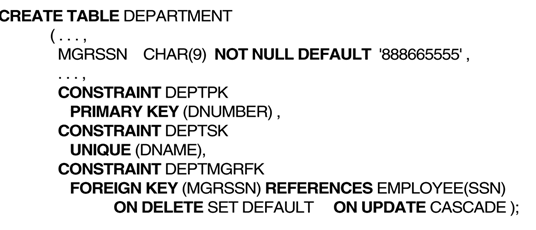 CREATE TABLE DEPARTMENT
( . . . ,
MGRSSN CHAR(9) NOT NULL DEFAULT '888665555' ,
. . . ,
CONSTRAINT DEPTPK
PRIMARY KEY (DNUMBER) ,
CONSTRAINT DEPTSK
UNIQUE (DNAME),
CONSTRAINT DEPTMGRFK
FOREIGN KEY (MGRSSN) REFERENCES EMPLOYEE(SSN)
ON DELETE SET DEFAULT ON UPDATE CASCADE );